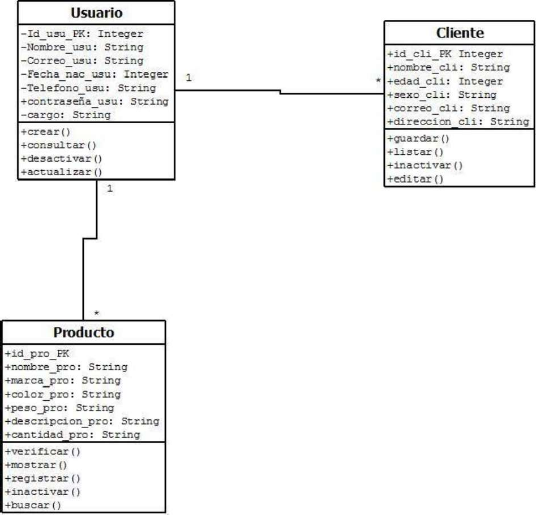 Usuario
-Id_usu_PK: Integer
-Nombre_usu: String
-Correo_usu: String
-Fecha_nac_usu: Integer
-Telefono_usu: String
+contraseña_usu: String
-cargo: String
+crear()
+consultar()
+desactivar()
+actualizar()
1
*
Cliente
+id_cli_PK Integer
+nombre_cli: String
+edad_cli: Integer
+sexo_cli: String
+correo_cli: String
+direccion_cli: String
+guardar()
+listar()
+inactivar()
+editar()
1
*
Producto
+id_pro_PK
+nombre_pro: String
+marca_pro: String
+color_pro: String
+peso_pro: String
+descripcion_pro: String
+cantidad_pro: String
+verificar()
+mostrar()
+registrar()
+inactivar()
+buscar()